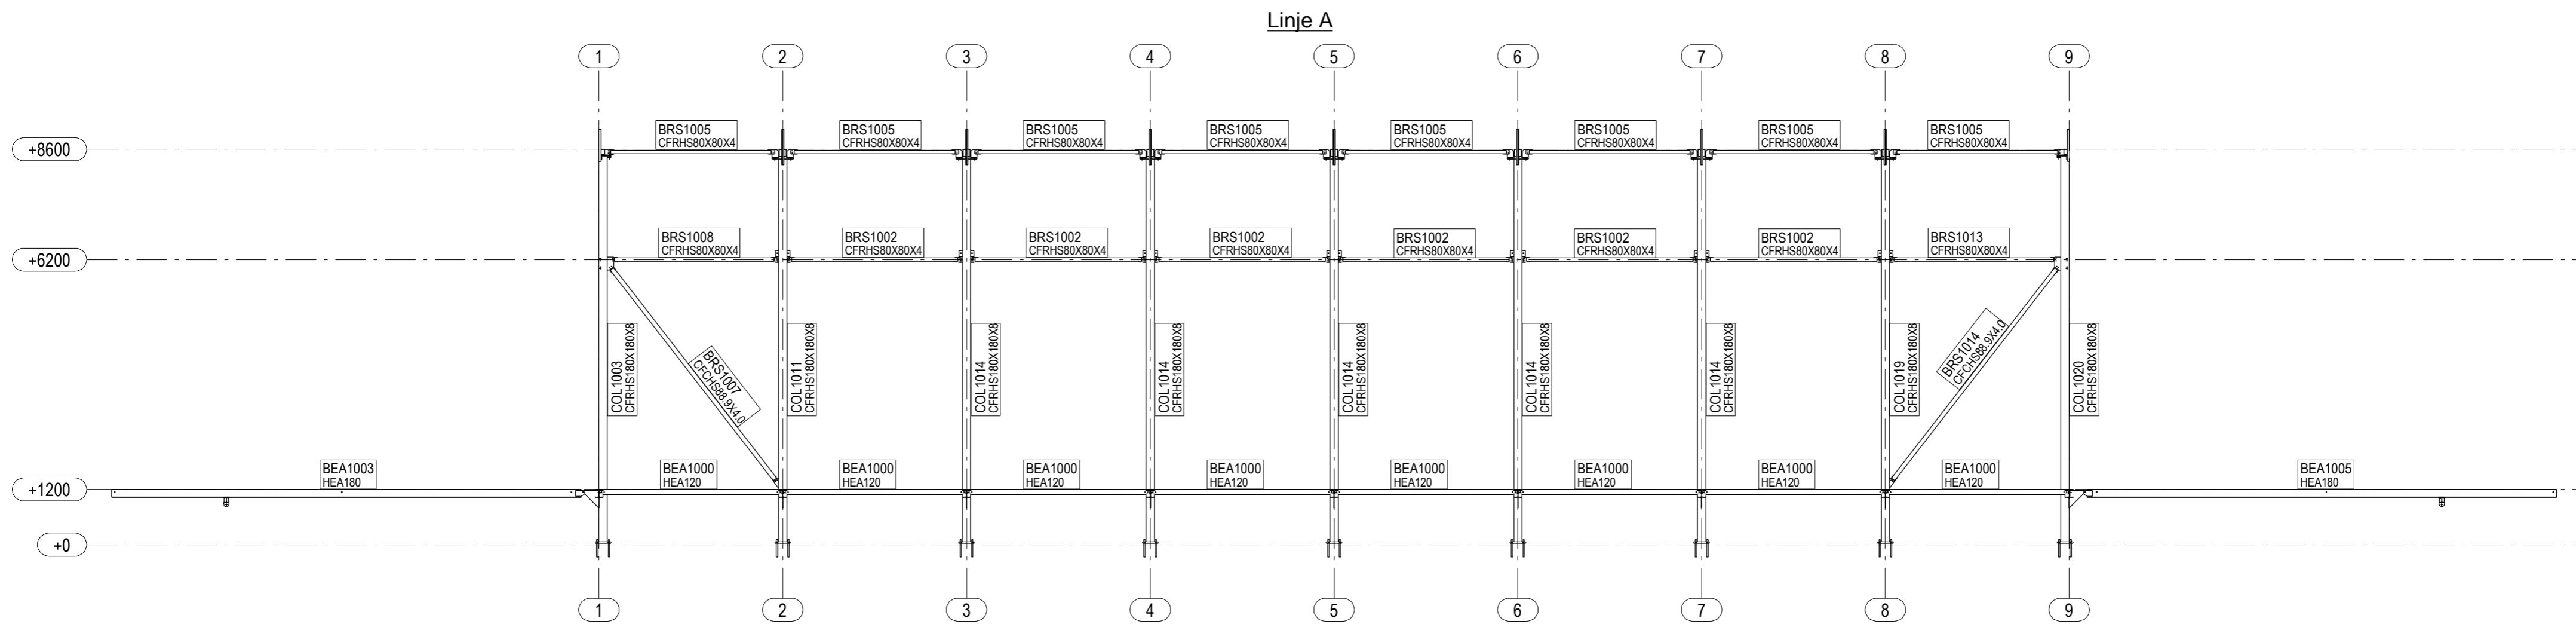 Linje A
1 2 3 4 5 6 7 8 9
+8600
BRS1005 BRS1005 BRS1005 BRS1005 BRS1005 BRS1005 BRS1005 BRS1005
CFRHS80X80X4 CFRHS80X80X4 CFRHS80X80X4 CFRHS80X80X4 CFRHS80X80X4 CFRHS80X80X4 CFRHS80X80X4 CFRHS80X80X4
+6200
BRS1008 BRS1002 BRS1002 BRS1002 BRS1002 BRS1002 BRS1002 BRS1013
CFRHS80X80X4 CFRHS80X80X4 CFRHS80X80X4 CFRHS80X80X4 CFRHS80X80X4 CFRHS80X80X4 CFRHS80X80X4 CFRHS80X80X4
COL1003
CFRHS180X180X8
BRS1007
CFCHS88.9X4.0
COL1011
CFRHS180X180X8
COL1014
CFRHS180X180X8
COL1014
CFRHS180X180X8
COL1014
CFRHS180X180X8
COL1014
CFRHS180X180X8
COL1014
CFRHS180X180X8
COL1019
CFRHS180X180X8
BRS1014
CFCHS88.9X4.0
COL1020
CFRHS180X180X8
+1200
BEA1003 BEA1000 BEA1000 BEA1000 BEA1000 BEA1000 BEA1000 BEA1000 BEA1000 BEA1005
HEA180 HEA120 HEA120 HEA120 HEA120 HEA120 HEA120 HEA120 HEA120 HEA180
+0
1 2 3 4 5 6 7 8 9